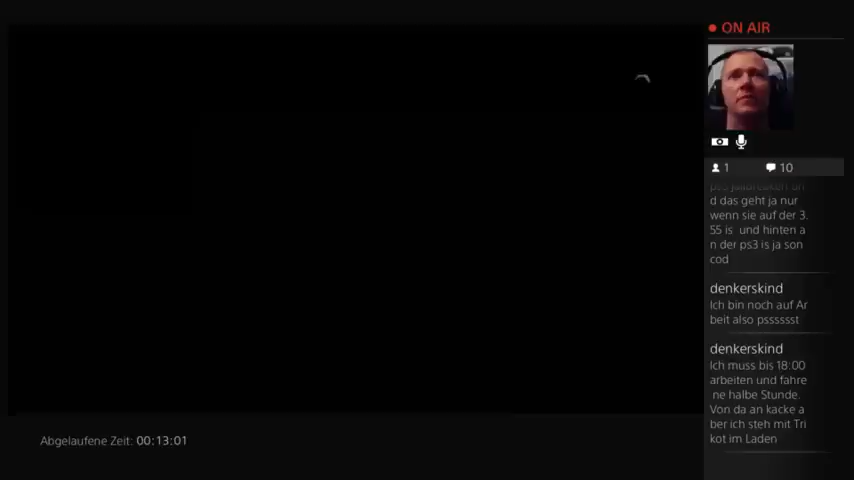 ON AIR
1
10
ps3 jailbreaken un
d das geht ja nur
wenn sie auf der 3.
55 is und hinten a
n der ps3 is ja son
cod
denkerskind
Ich bin noch auf Ar
beit also psssssst
denkerskind
Ich muss bis 18:00
arbeiten und fahre
ne halbe Stunde.
Von da an kacke a
ber ich steh mit Tri
kot im Laden
Abgelaufene Zeit: 00:13:01